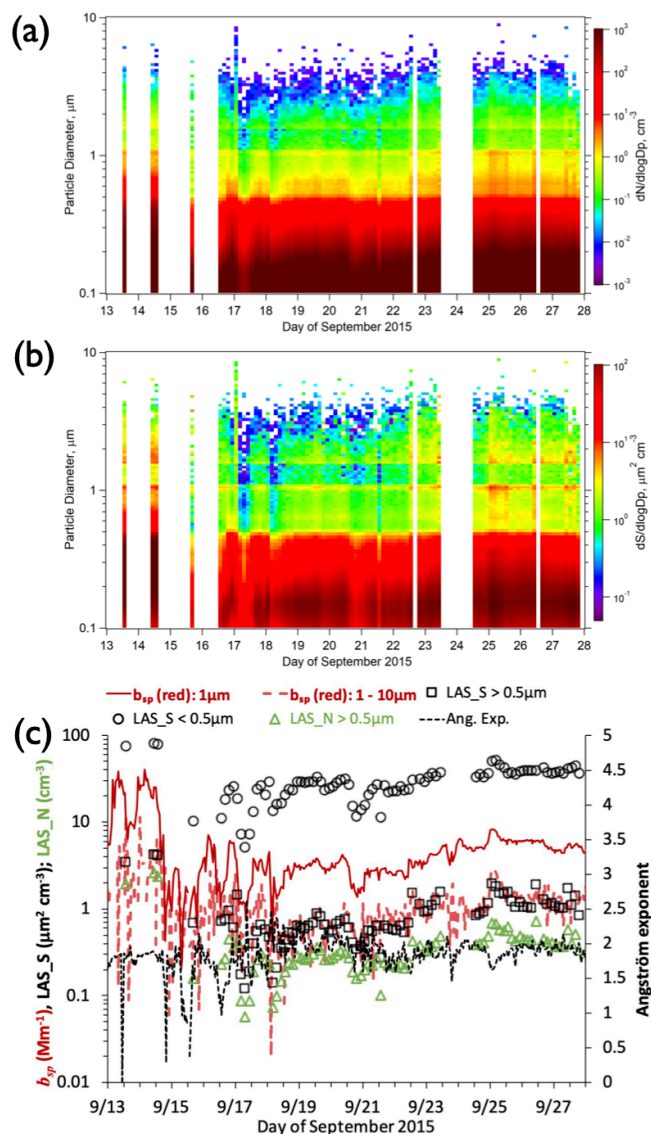 (a)
10
1
0.1
Particle Diameter, μm
13 14 15 16 17 18 19 20 21 22 23 24 25 26 27 28
Day of September 2015
10³
10²
10¹
10⁰
10⁻¹
10⁻²
10⁻³
dN/dlogDp, cm⁻³
(b)
10
1
0.1
Particle Diameter, μm
13 14 15 16 17 18 19 20 21 22 23 24 25 26 27 28
Day of September 2015
10²
10¹
10⁰
10⁻¹
dS/dlogDp, μm² cm⁻³
b_sp (red): 1μm b_sp (red): 1 - 10μm LAS_S > 0.5μm
LAS_S < 0.5μm LAS_N > 0.5μm Ang. Exp.
(c)
100
10
1
0.1
0.01
b_sp (Mm⁻¹), LAS_S (μm² cm⁻³); LAS_N (cm⁻³)
5
4.5
4
3.5
3
2.5
2
1.5
1
0.5
0
Angström exponent
9/13 9/15 9/17 9/19 9/21 9/23 9/25 9/27
Day of September 2015